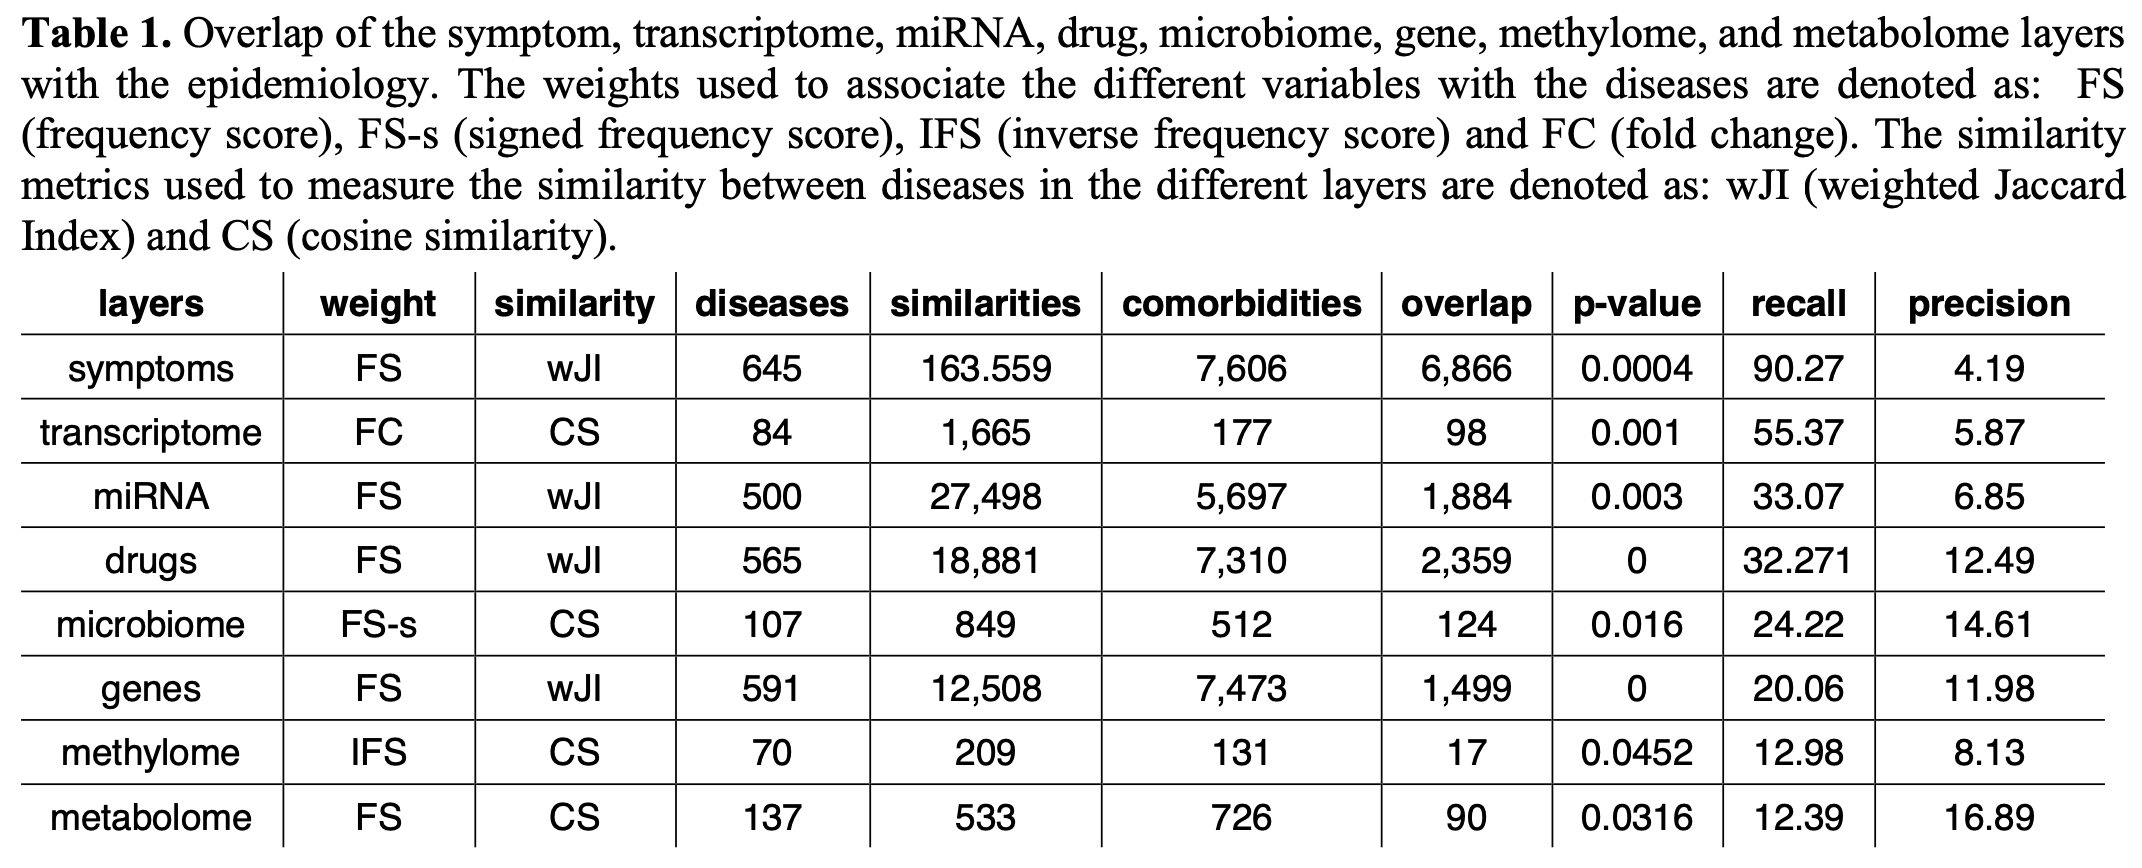 Table 1. Overlap of the symptom, transcriptome, miRNA, drug, microbiome, gene, methylome, and metabolome layers
with the epidemiology. The weights used to associate the different variables with the diseases are denoted as: FS
(frequency score), FS-s (signed frequency score), IFS (inverse frequency score) and FC (fold change). The similarity
metrics used to measure the similarity between diseases in the different layers are denoted as: wJI (weighted Jaccard
Index) and CS (cosine similarity).
layers weight similarity diseases similarities comorbidities overlap p-value recall precision
symptoms FS wJI 645 163.559 7,606 6,866 0.0004 90.27 4.19
transcriptome FC CS 84 1,665 177 98 0.001 55.37 5.87
miRNA FS wJI 500 27,498 5,697 1,884 0.003 33.07 6.85
drugs FS wJI 565 18,881 7,310 2,359 0 32.271 12.49
microbiome FS-s CS 107 849 512 124 0.016 24.22 14.61
genes FS wJI 591 12,508 7,473 1,499 0 20.06 11.98
methylome IFS CS 70 209 131 17 0.0452 12.98 8.13
metabolome FS CS 137 533 726 90 0.0316 12.39 16.89